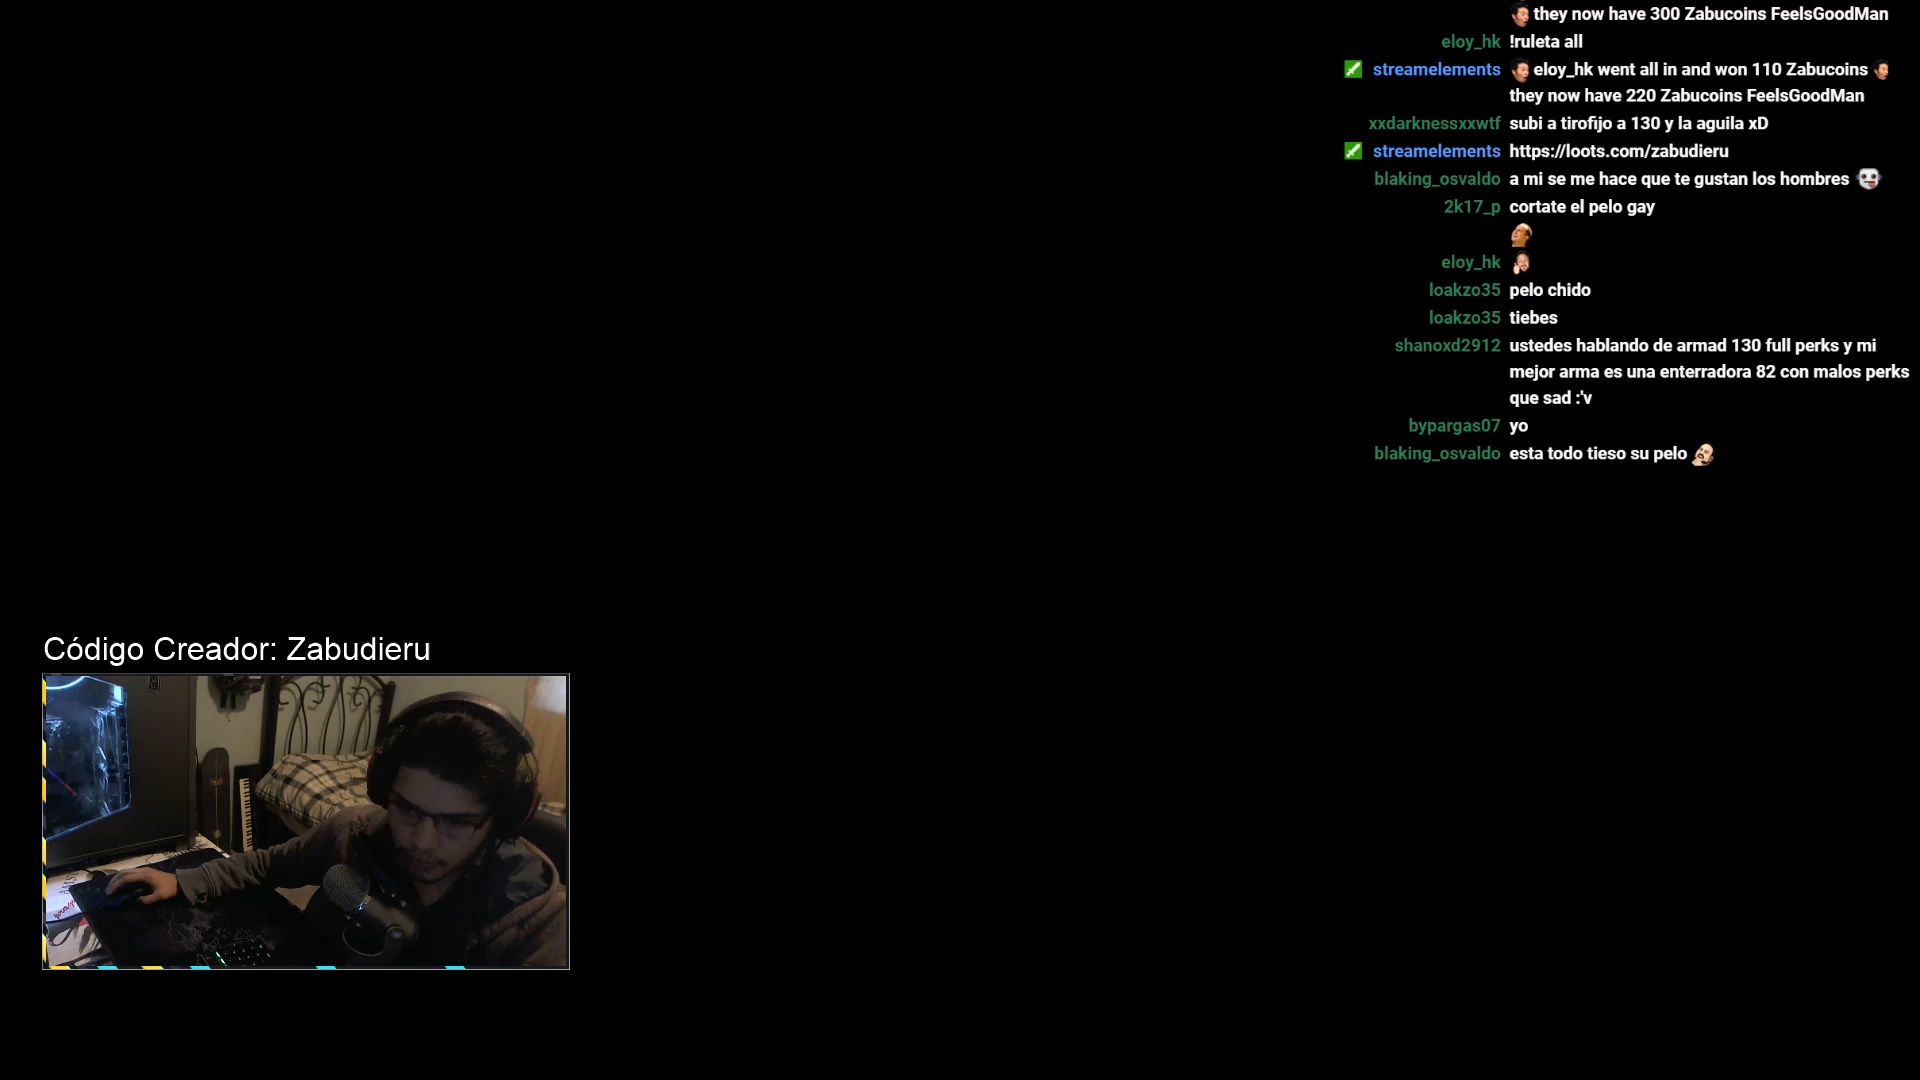 they now have 300 Zabucoins FeelsGoodMan
eloy_hk !ruleta all
streamelements eloy_hk went all in and won 110 Zabucoins
they now have 220 Zabucoins FeelsGoodMan
xxdarknessxxwtf subi a tirofijo a 130 y la aguila xD
streamelements https://loots.com/zabudieru
blaking_osvaldo a mi se me hace que te gustan los hombres
2k17_p cortate el pelo gay
eloy_hk
loakzo35 pelo chido
loakzo35 tiebes
shanoxd2912 ustedes hablando de armad 130 full perks y mi
mejor arma es una enterradora 82 con malos perks
que sad :'v
bypargas07 yo
blaking_osvaldo esta todo tieso su pelo
Código Creador: Zabudieru